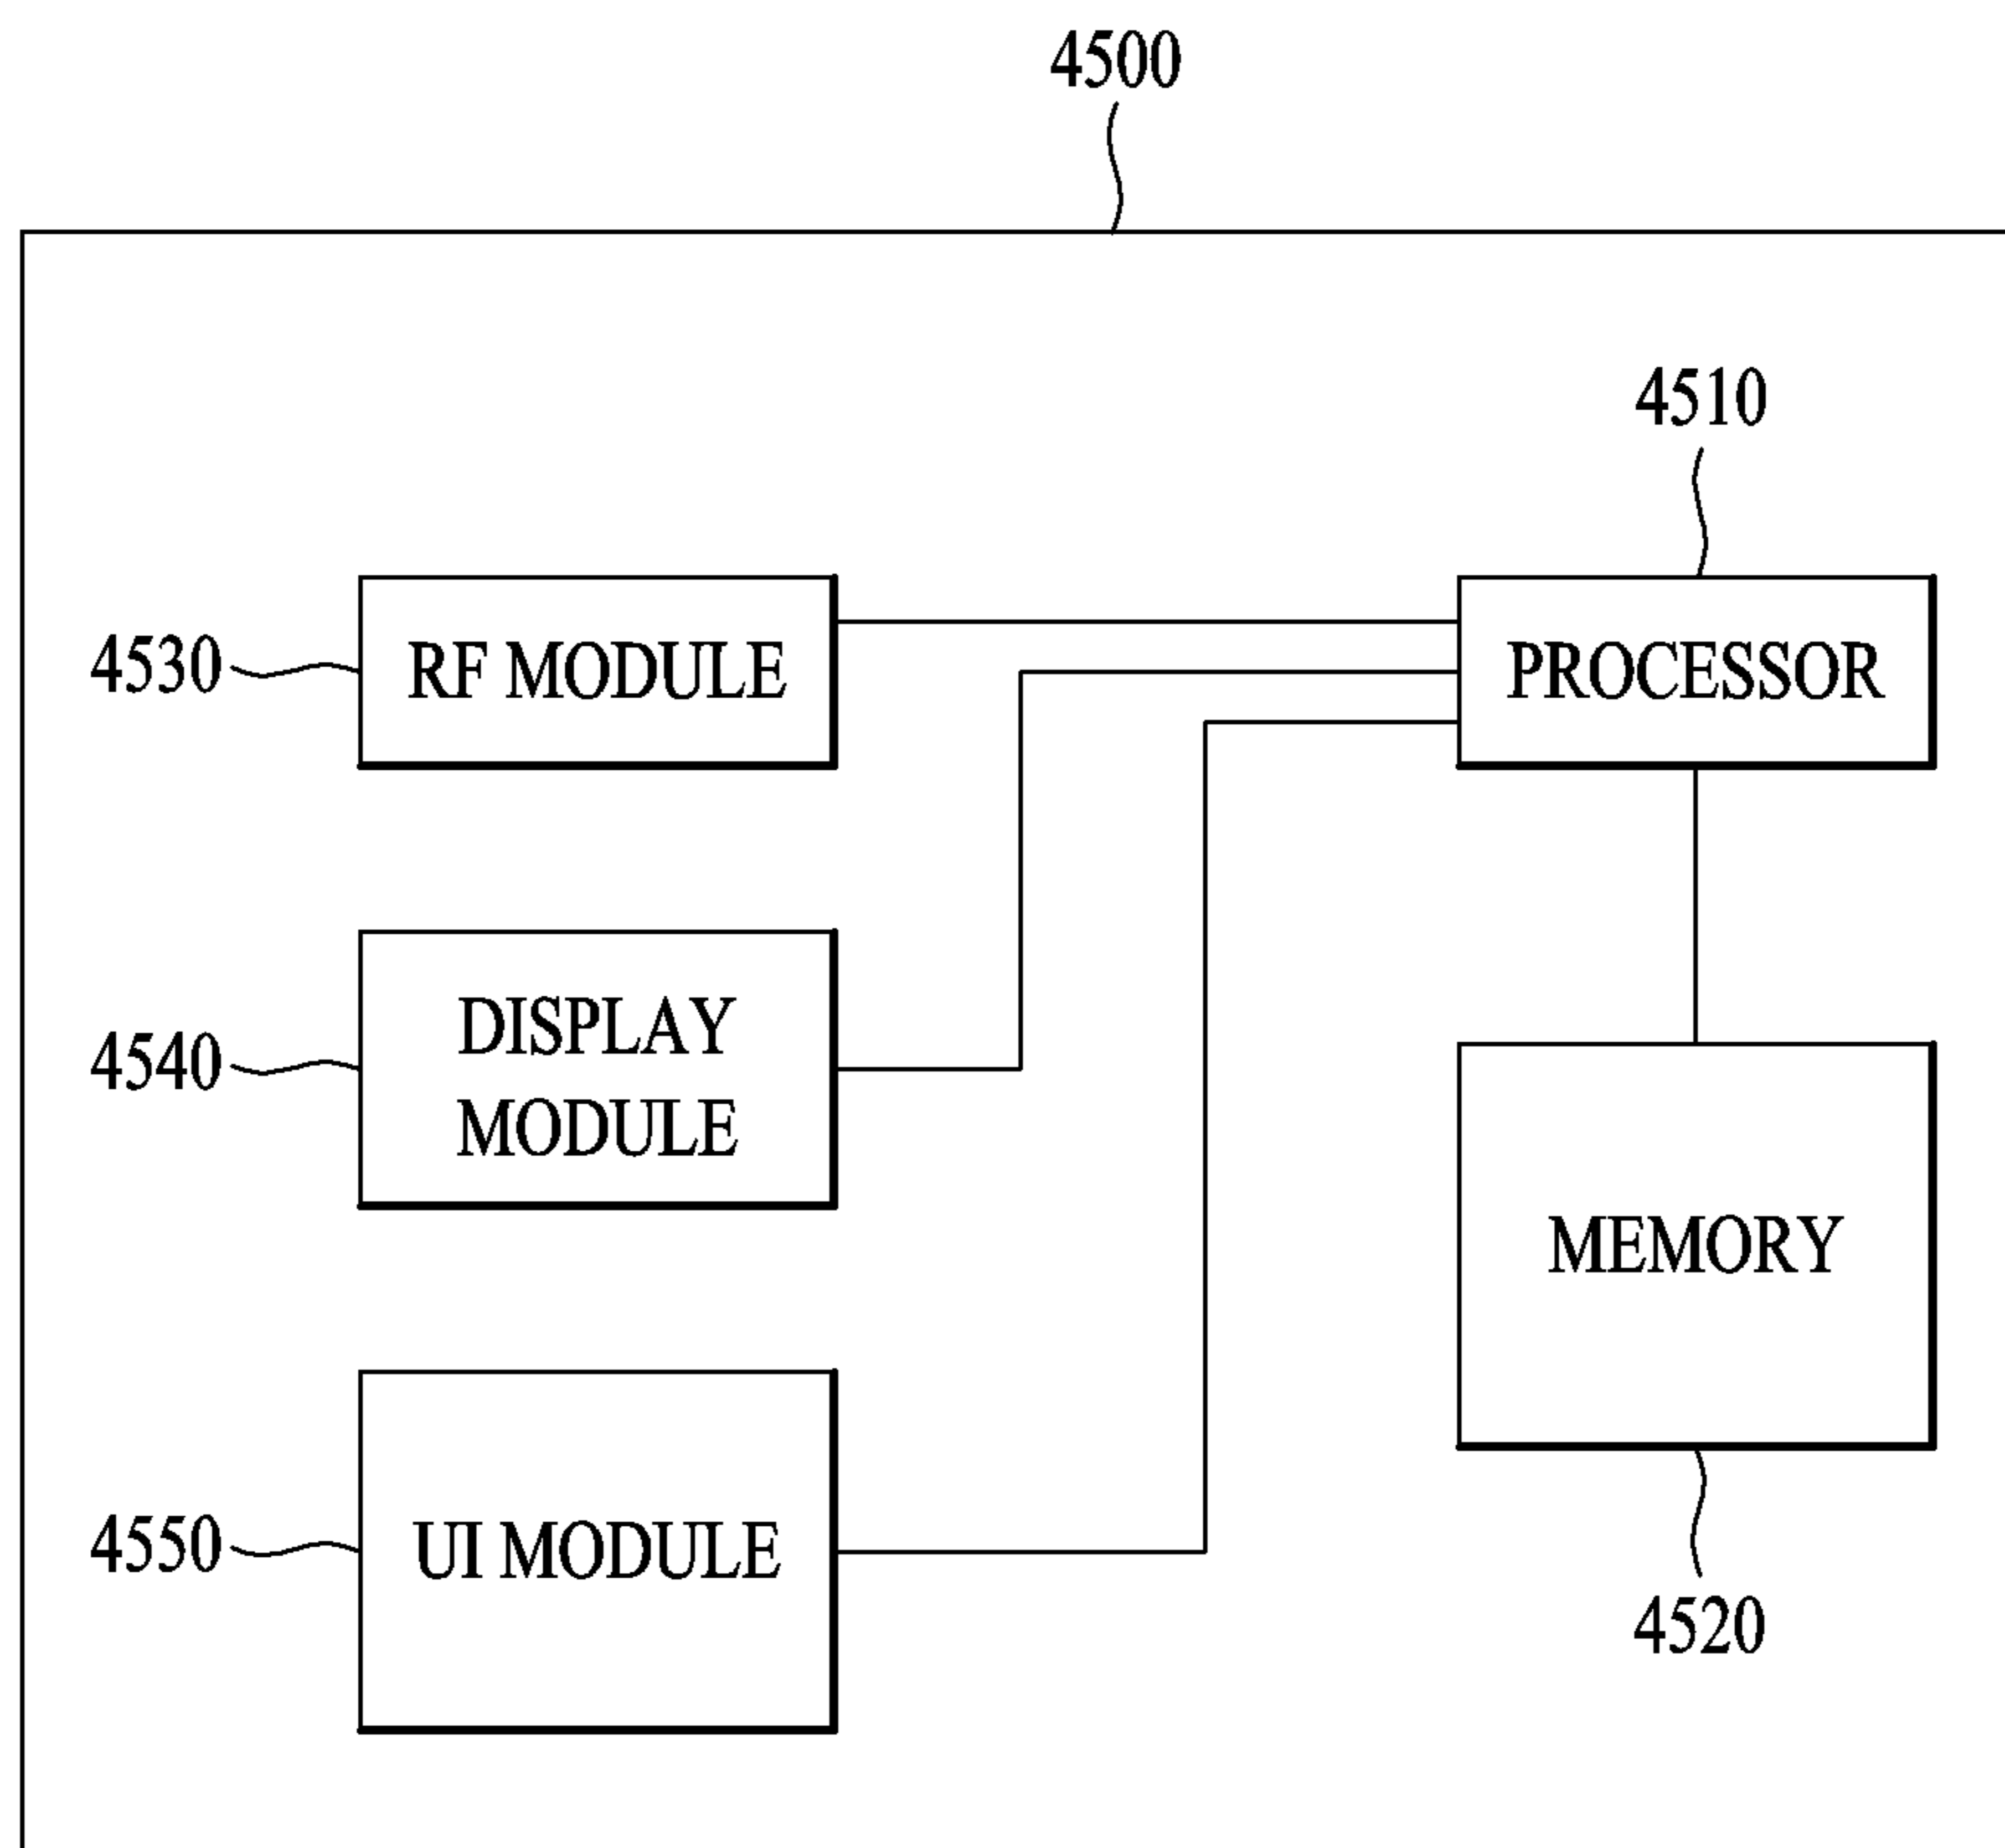 4500
4510
4530
RF MODULE
PROCESSOR
4540
DISPLAY
MODULE
MEMORY
4550
UI MODULE
4520